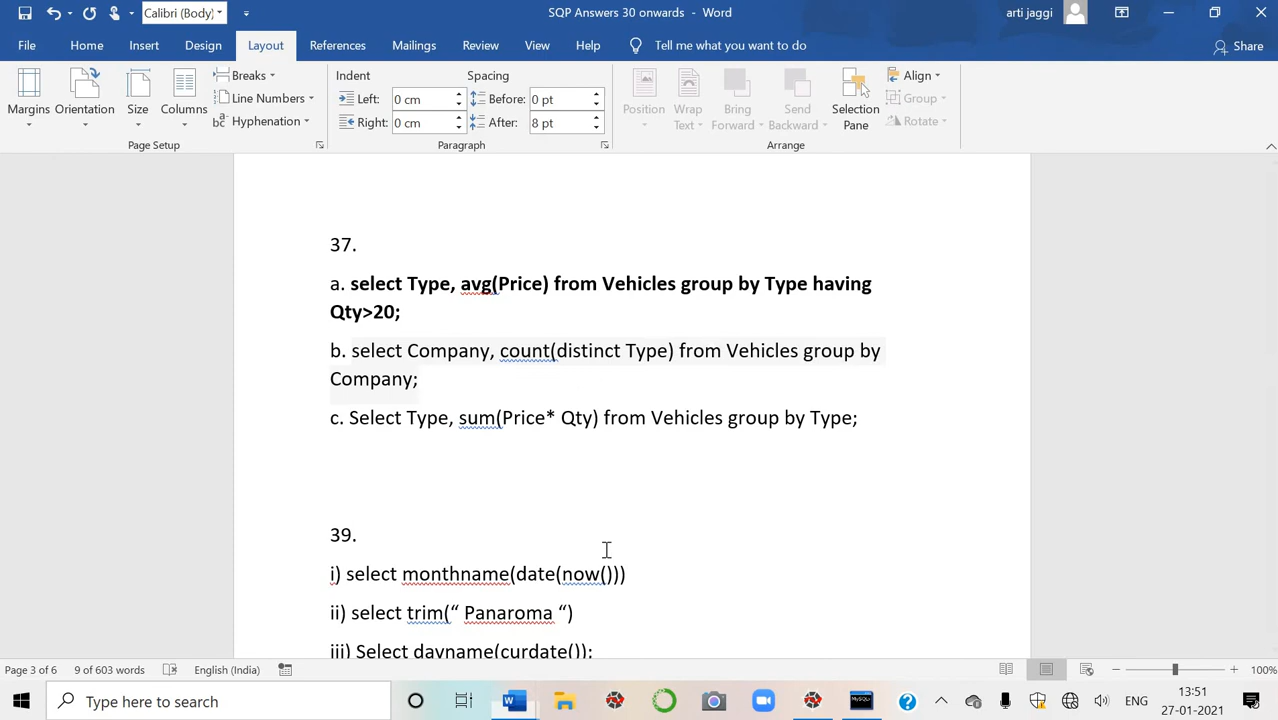 Calibri (Body)
SQP Answers 30 onwards - Word
arti jaggi
File Home Insert Design Layout References Mailings Review View Help Tell me what you want to do Share
Margins Orientation Size Columns
Breaks
Line Numbers
Hyphenation
Page Setup
Indent Spacing
Left: 0 cm Before: 0 pt
Right: 0 cm After: 8 pt
Paragraph
Position Wrap Text Bring Forward Send Backward Selection Pane
Align
Group
Rotate
Arrange
37.
a. select Type, avg(Price) from Vehicles group by Type having
Qty>20;
b. select Company, count(distinct Type) from Vehicles group by
Company;
c. Select Type, sum(Price* Qty) from Vehicles group by Type;
39.
i) select monthname(date(now()))
ii) select trim(“ Panaroma “)
iii) Select dayname(curdate());
Page 3 of 6 9 of 603 words English (India) 100%
Type here to search
ENG
13:51
27-01-2021